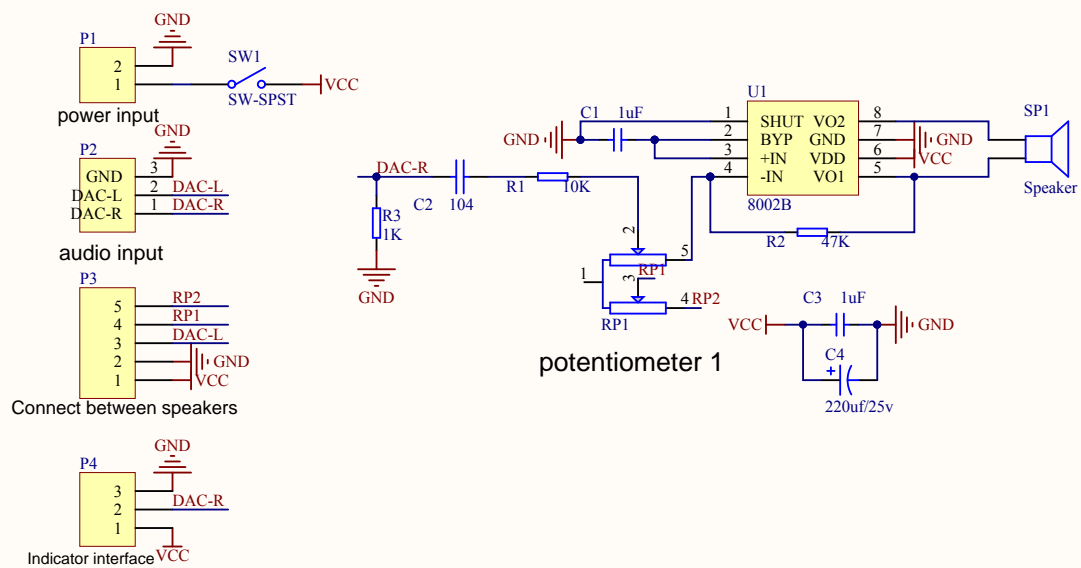 P1
GND
2
1
SW1
SW-SPST
VCC
power input
P2
GND
GND 3
DAC-L 2 DAC-L
DAC-R 1 DAC-R
audio input
P3
5 RP2
4 RP1
3 DAC-L
2 GND
1 VCC
Connect between speakers
P4
GND
3
2 DAC-R
1
VCC
Indicator interface
DAC-R
R3
1K
GND
C2
104
R1
10K
2
5
1
3
RP1
4
RP2
RP1
potentiometer 1
GND
C1
1uF
U1
1 SHUT VO2 8
2 BYP GND 7 GND
3 +IN VDD 6 VCC
4 -IN VO1 5
8002B
R2
47K
SP1
Speaker
VCC
C3
1uF
GND
C4
+
220uf/25v